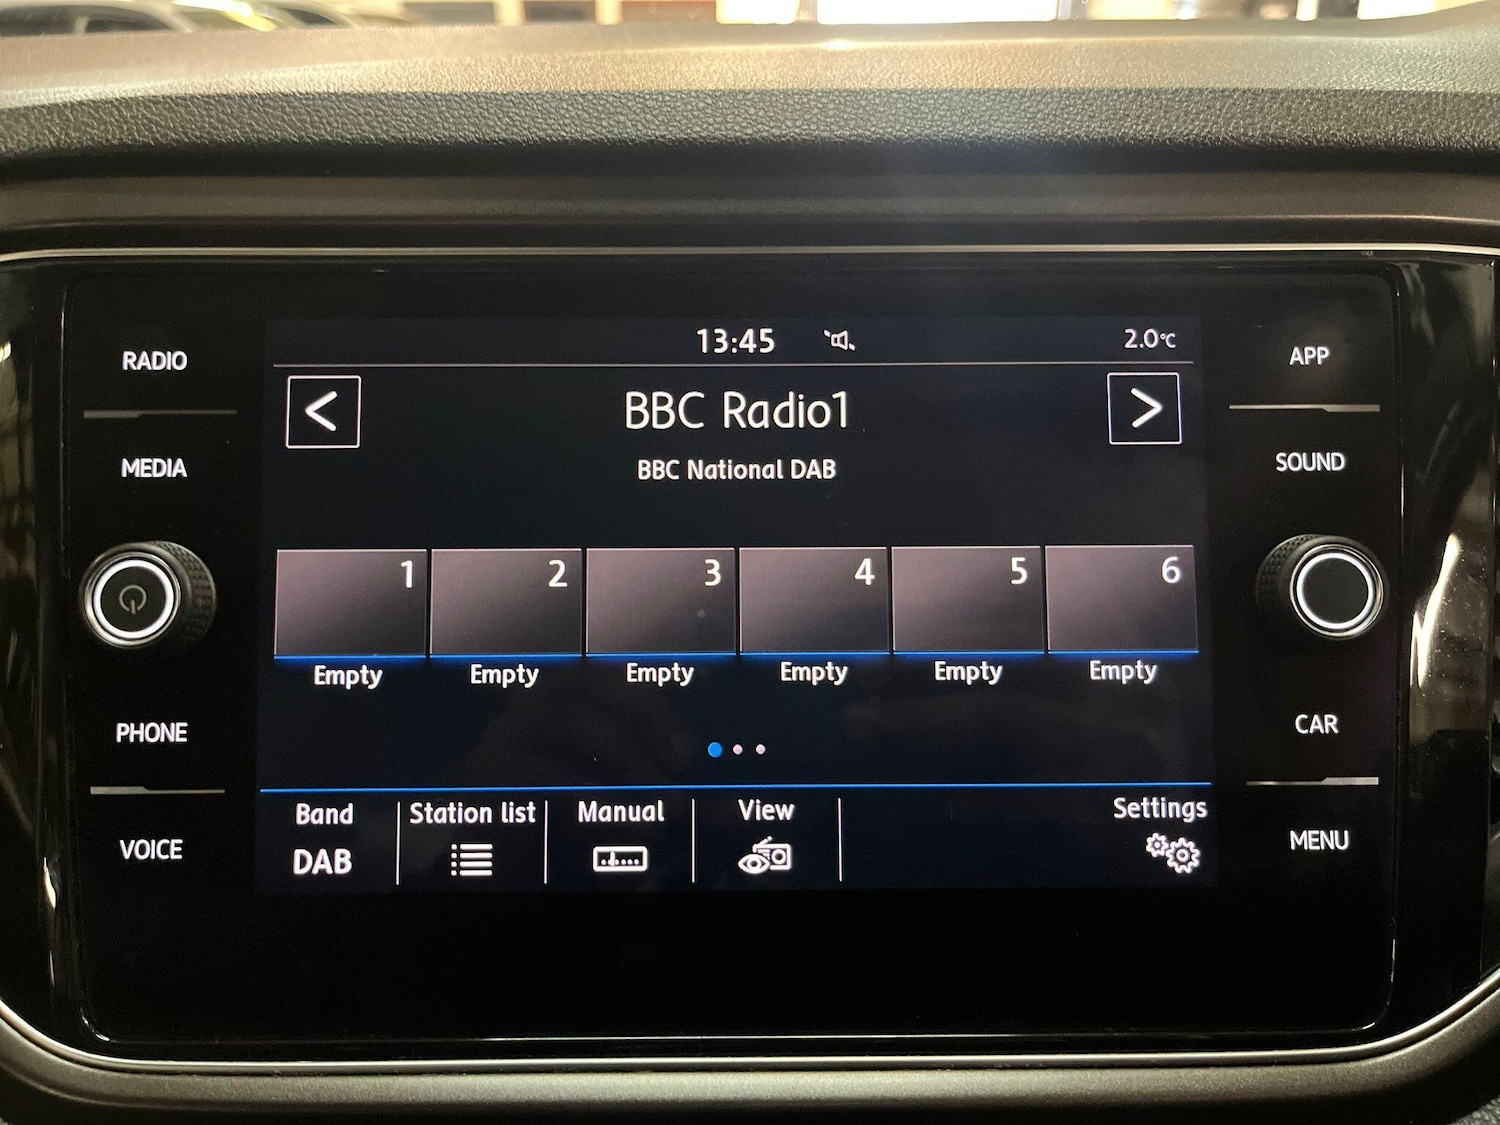 13:45
2.0°C
RADIO
MEDIA
PHONE
VOICE
BBC Radio1
BBC National DAB
1 2 3 4 5 6
Empty Empty Empty Empty Empty Empty
Band Station list Manual View Settings
DAB
APP
SOUND
CAR
MENU